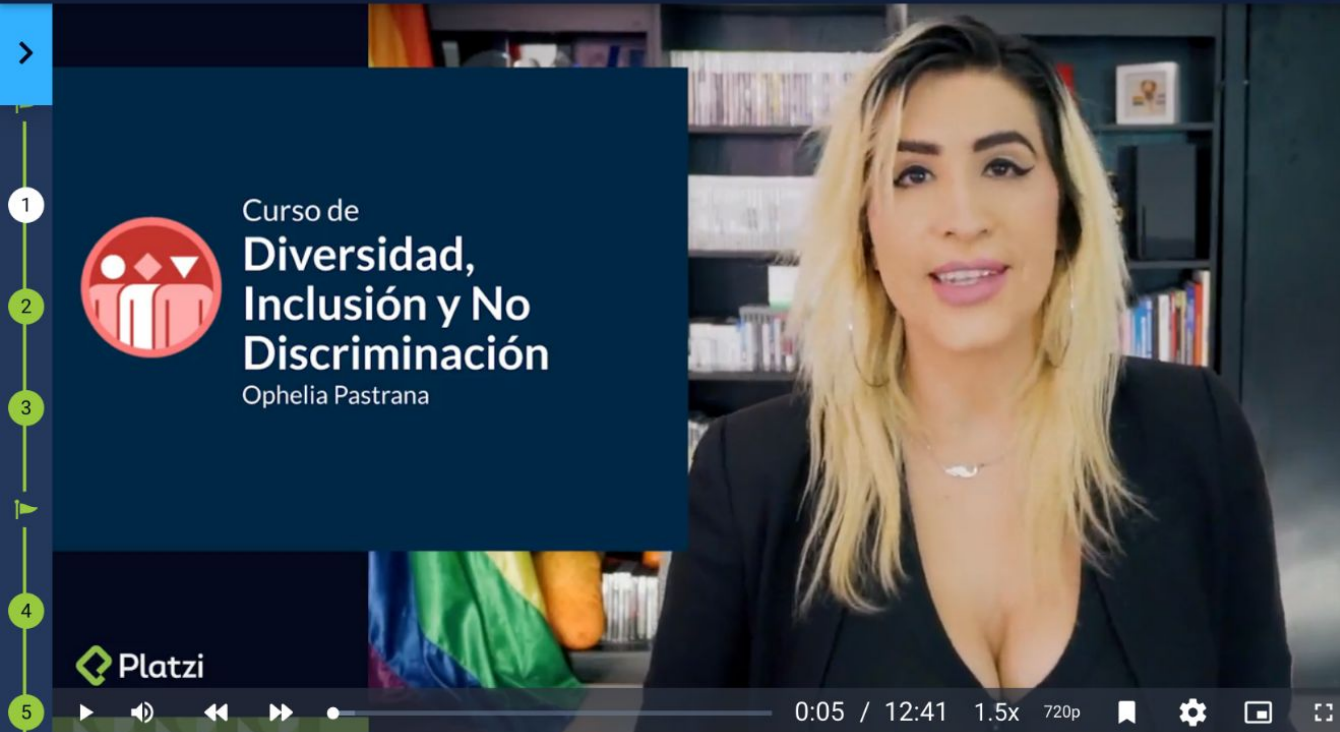 1
2
3
4
5
Curso de
Diversidad,
Inclusión y No
Discriminación
Ophelia Pastrana
Platzi
0:05 / 12:41 1.5x 720p